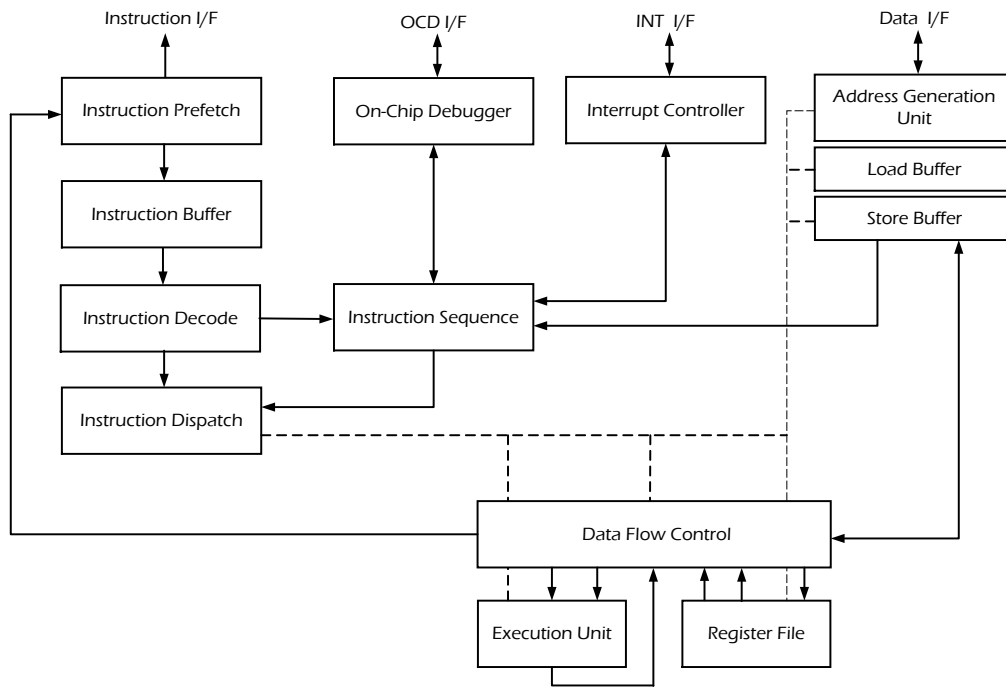 Instruction I/F
OCD I/F
INT I/F
Data I/F
Instruction Prefetch
On-Chip Debugger
Interrupt Controller
Address Generation
Unit
Load Buffer
Instruction Buffer
Store Buffer
Instruction Decode
Instruction Sequence
Instruction Dispatch
Data Flow Control
Execution Unit
Register File